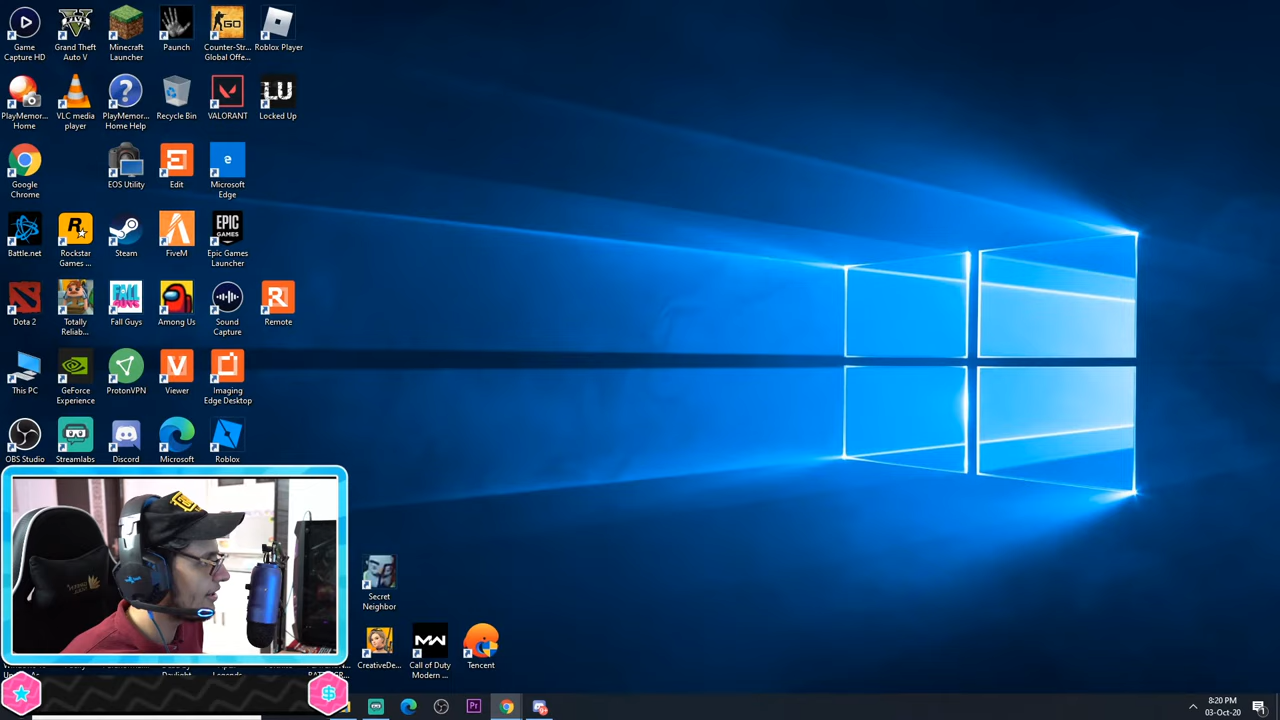 Game
Capture HD
Grand Theft
Auto V
Minecraft
Launcher
Paunch
Counter-Str...
Global Offe...
Roblox Player
PlayMemor...
Home
VLC media
player
PlayMemor...
Home Help
Recycle Bin
VALORANT
Locked Up
Google
Chrome
EOS Utility
Edit
Microsoft
Edge
Battle.net
Rockstar
Games ...
Steam
FiveM
Epic Games
Launcher
Dota 2
Totally
Reliab...
Fall Guys
Among Us
Sound
Capture
Remote
This PC
GeForce
Experience
ProtonVPN
Viewer
Imaging
Edge Desktop
OBS Studio
Streamlabs
Discord
Microsoft
Roblox
Secret
Neighbor
CreativeDe...
Call of Duty
Modern ...
Tencent
Daylight
Legends
8:20 PM
03-Oct-20